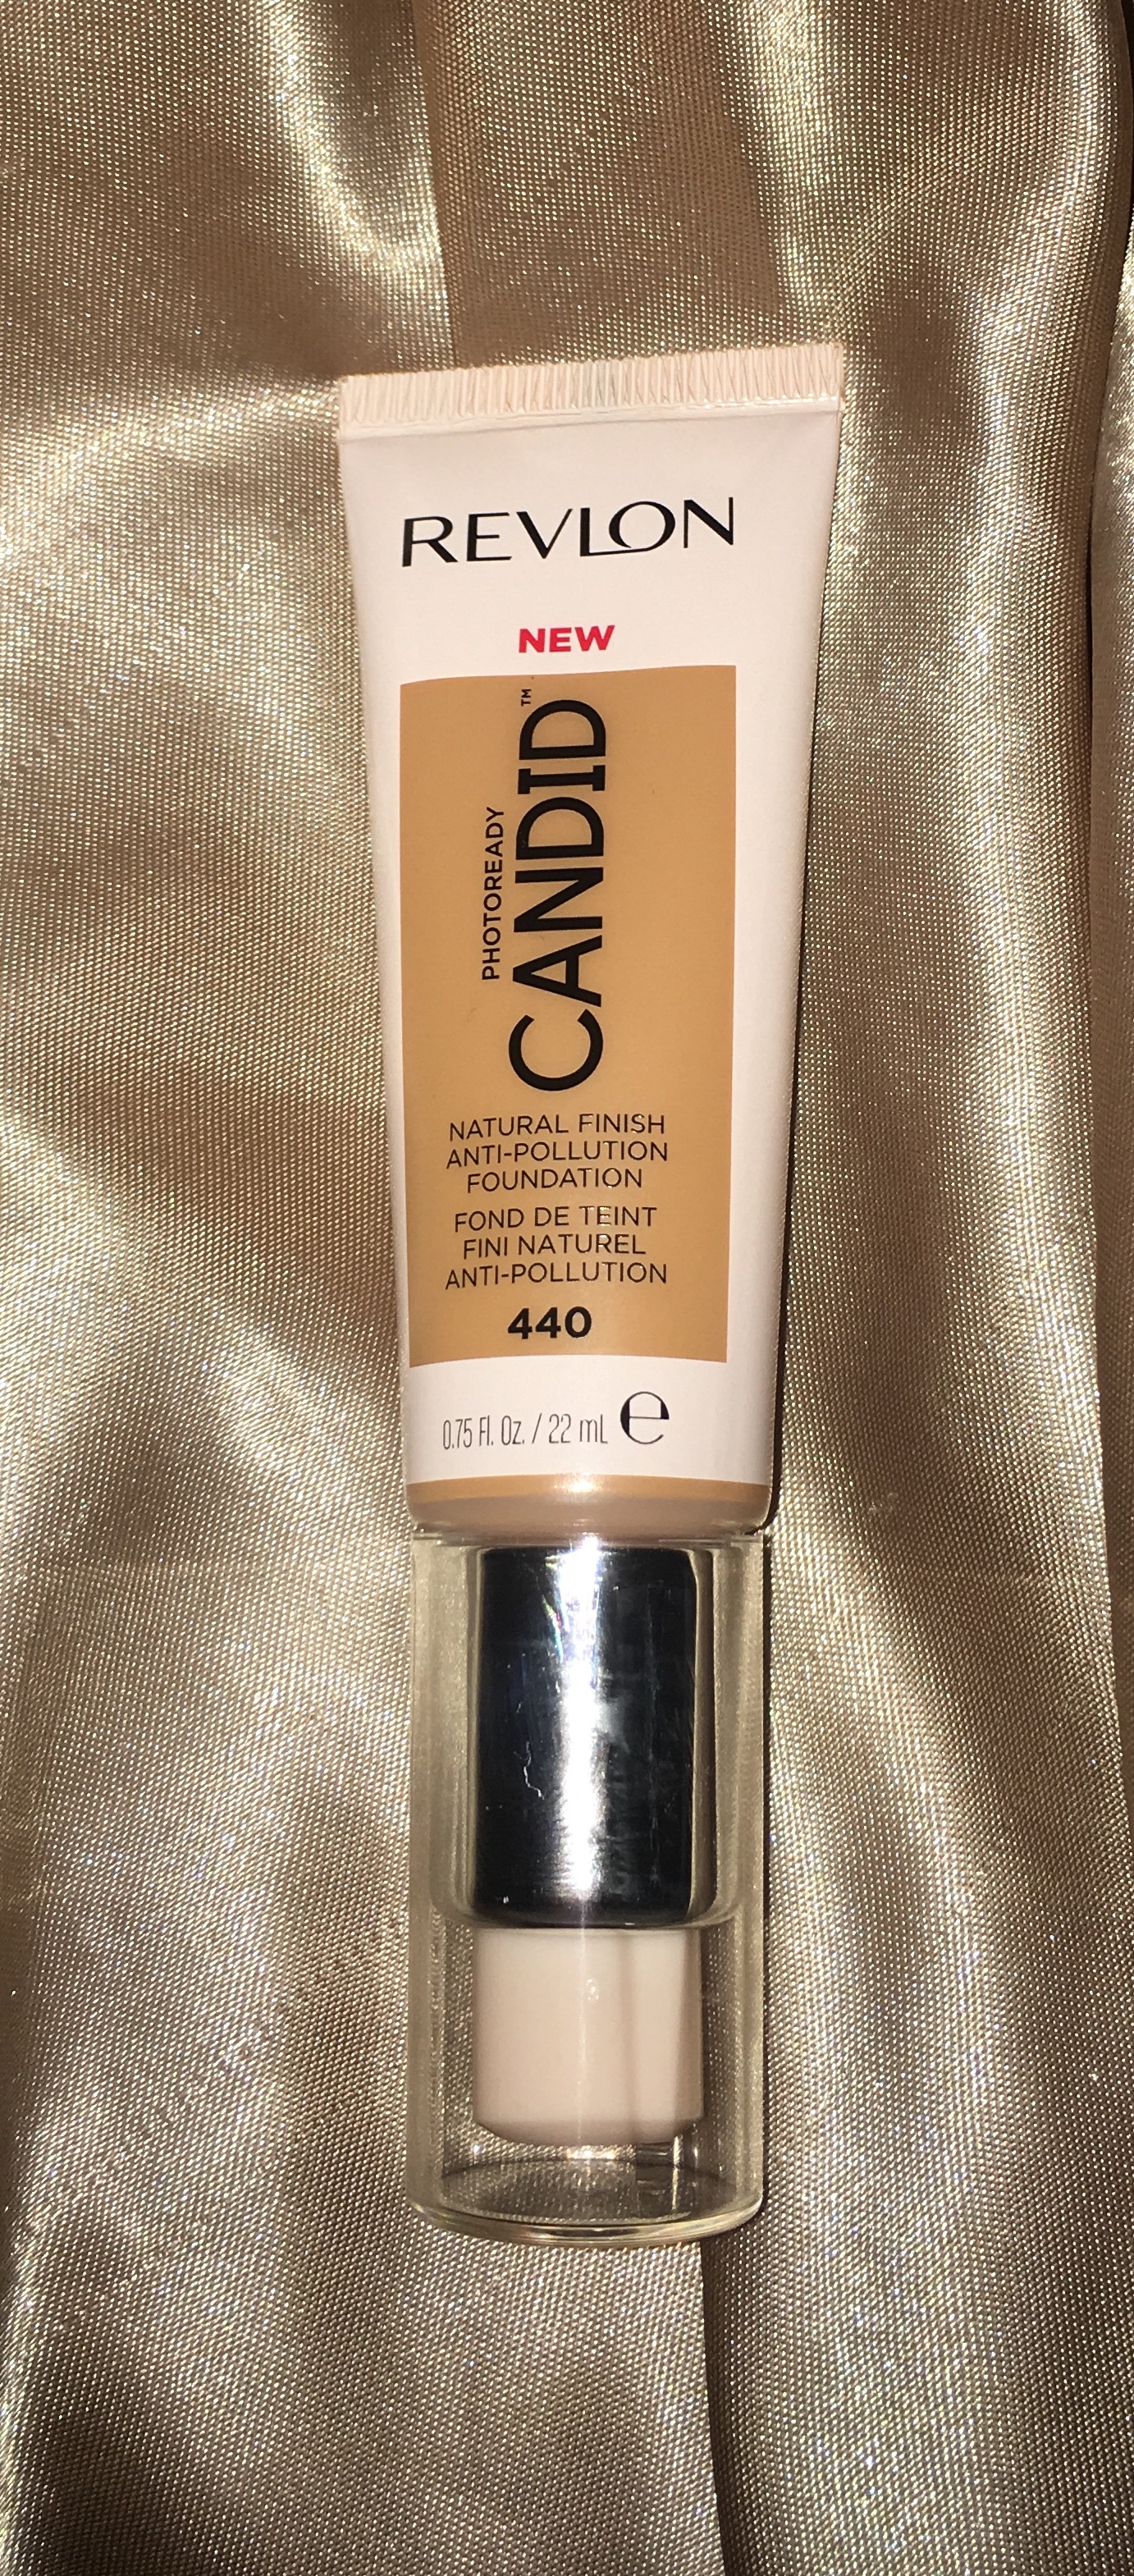 REVLON
NEW
PHOTOREADY
CANDID™
NATURAL FINISH
ANTI-POLLUTION
FOUNDATION
FOND DE TEINT
FINI NATUREL
ANTI-POLLUTION
440
0.75 Fl. Oz. / 22 mL ℮